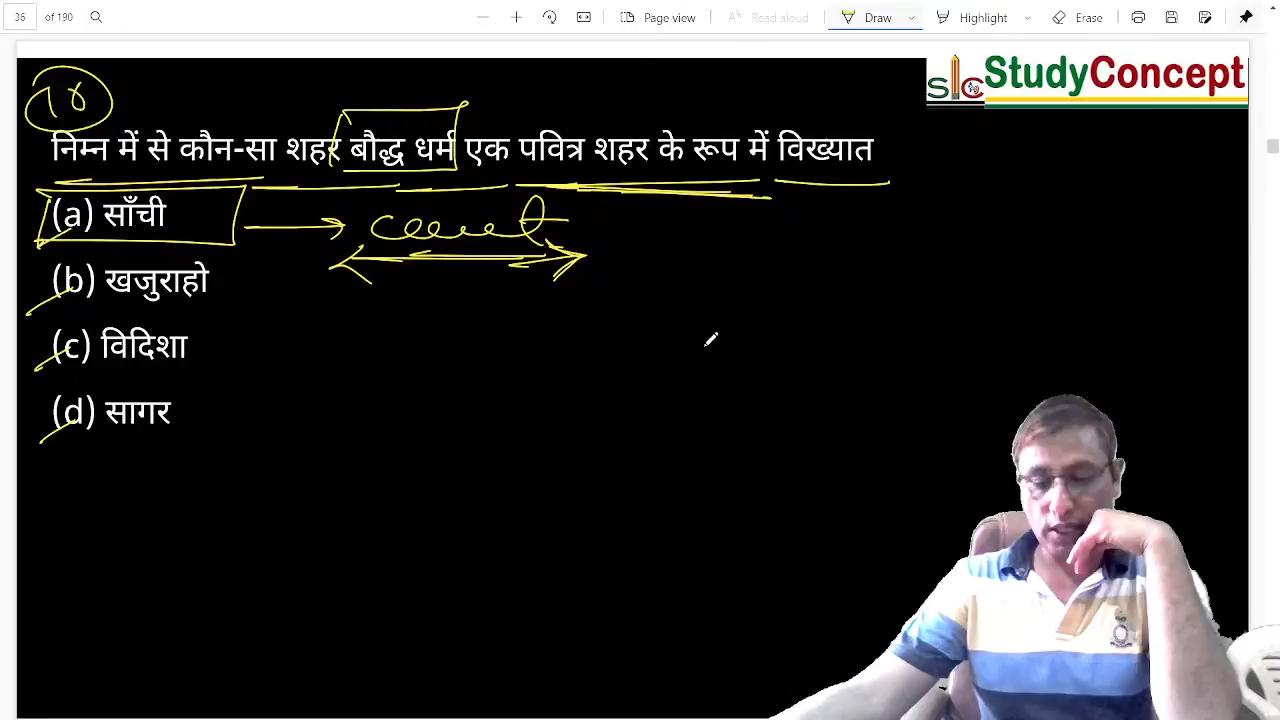 36 of 190 Page view Read aloud Draw Highlight Erase
StudyConcept
निम्न में से कौन-सा शहर बौद्ध धर्म एक पवित्र शहर के रूप में विख्यात
(a) साँची
(b) खजुराहो
(c) विदिशा
(d) सागर